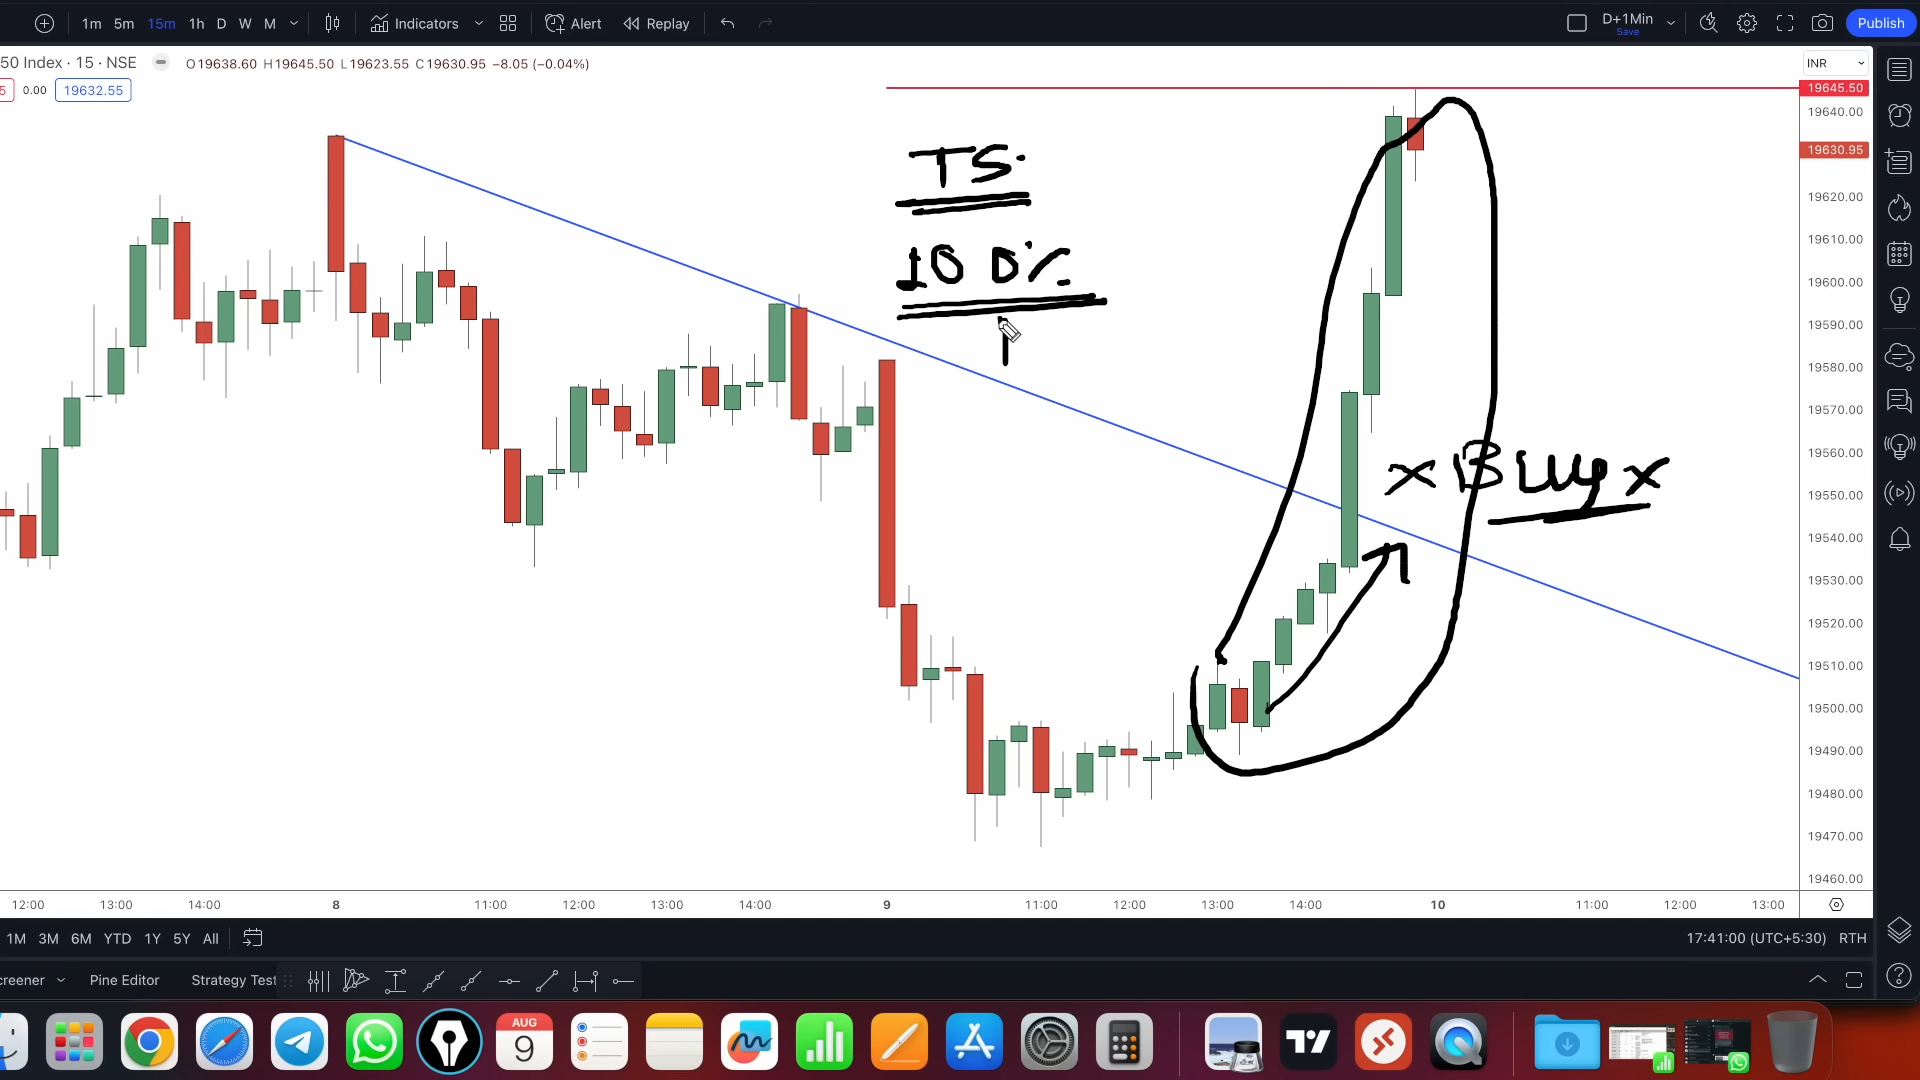 1m 5m 15m 1h D W M Indicators Alert Replay D+1Min Save Publish
50 Index · 15 · NSE O19638.60 H19645.50 L19623.55 C19630.95 −8.05 (−0.04%) INR
5 0.00 19632.55
19645.50
19640.00
19630.95
19620.00
19610.00
19600.00
19590.00
19580.00
19570.00
19560.00
19550.00
19540.00
19530.00
19520.00
19510.00
19500.00
19490.00
19480.00
19470.00
19460.00
TS.
100%
x Buy x
12:00 13:00 14:00 8 11:00 12:00 13:00 14:00 9 11:00 12:00 13:00 14:00 10 11:00 12:00 13:00
1M 3M 6M YTD 1Y 5Y All 17:41:00 (UTC+5:30) RTH
creener Pine Editor Strategy Test
AUG
9